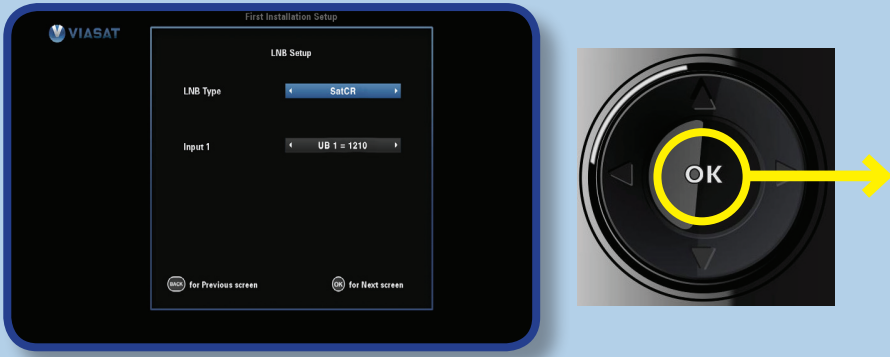 First Installation Setup
VIASAT
LNB Setup
LNB Type
SatCR
Input 1
UB 1 = 1210
BACK for Previous screen
OK for Next screen
OK